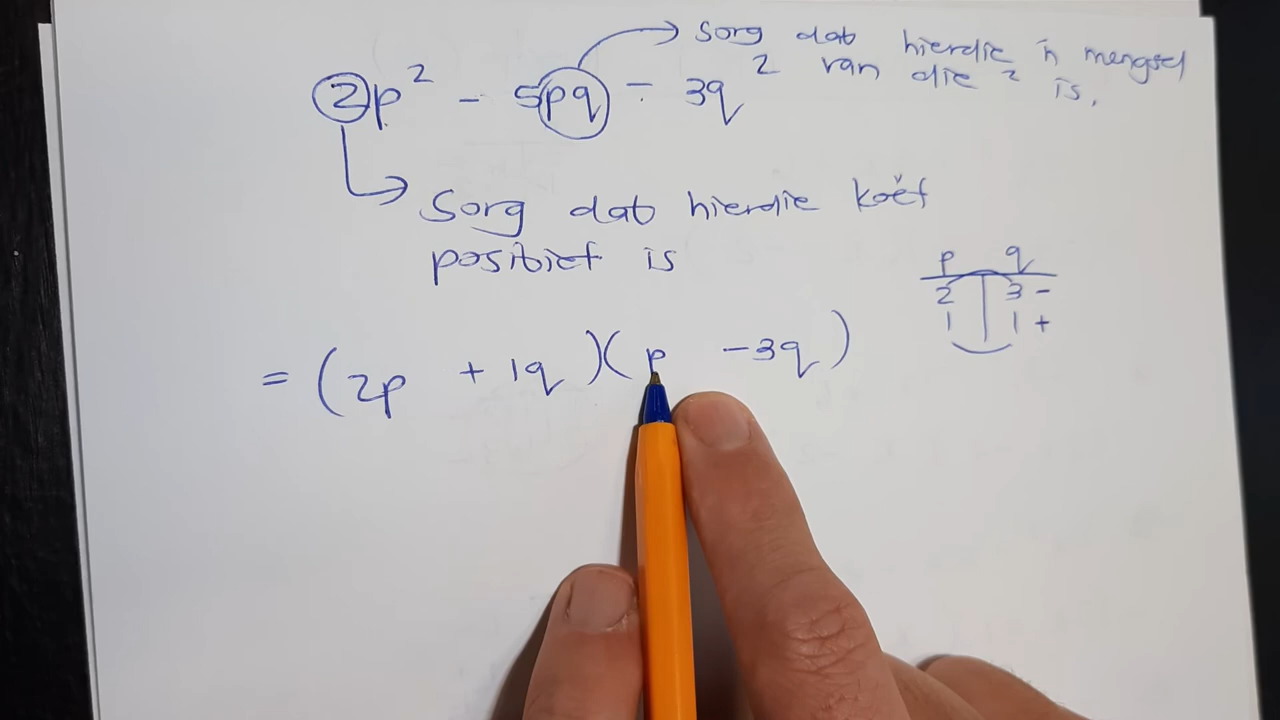 Sorg dat hierdie 'n mengsel
van die 2 is.
2p² - 5pq - 3q²
Sorg dat hierdie koëf
positief is
p q
2 3 -
1 1 +
= (2p + 1q)(p - 3q)